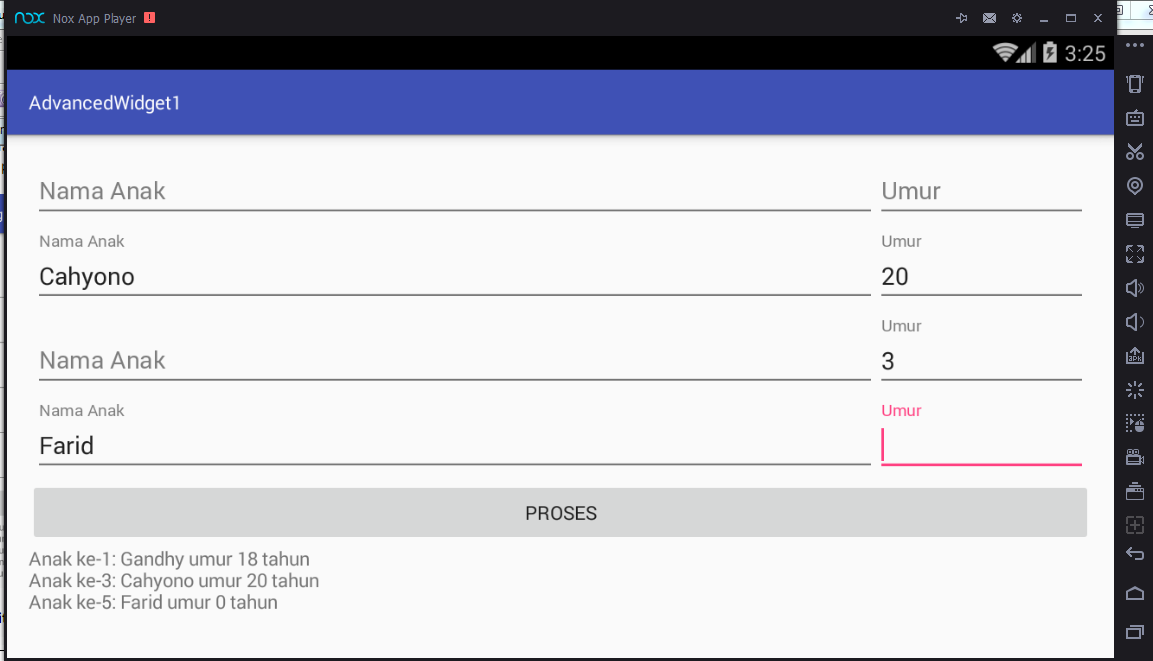 nox Nox App Player !
3:25
AdvancedWidget1
Nama Anak Umur
Nama Anak Umur
Cahyono 20
Umur
Nama Anak 3
Nama Anak Umur
Farid
PROSES
Anak ke-1: Gandhy umur 18 tahun
Anak ke-3: Cahyono umur 20 tahun
Anak ke-5: Farid umur 0 tahun